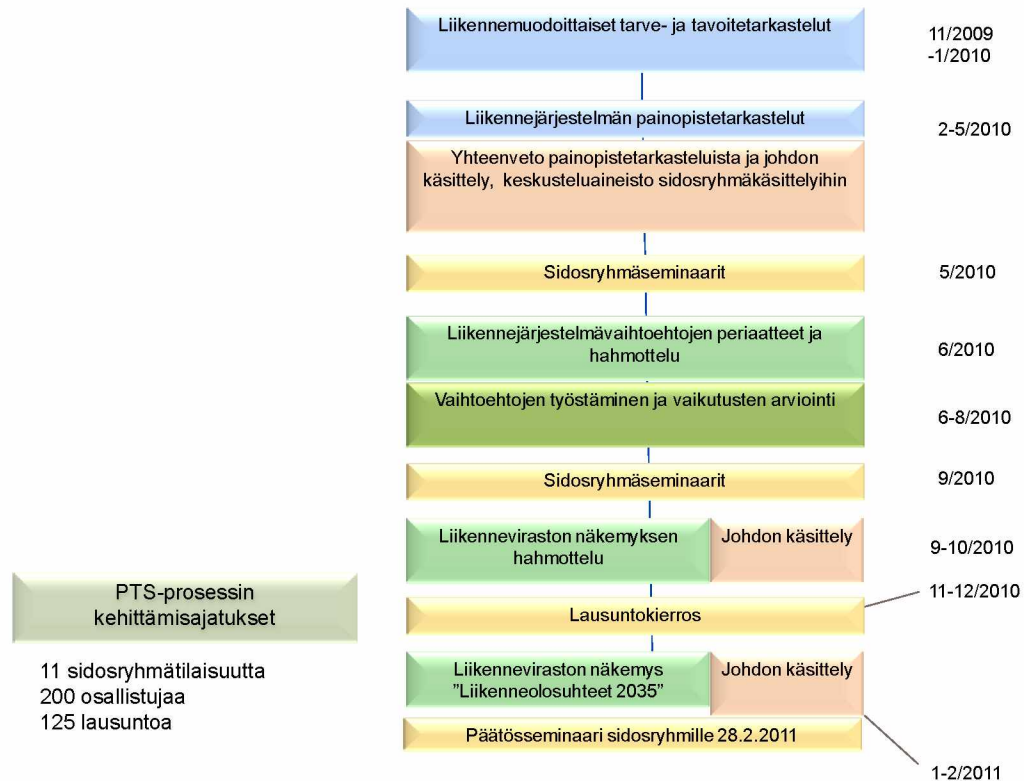 Liikennemuodoittaiset tarve- ja tavoitetarkastelut
11/2009
-1/2010
Liikennejärjestelmän painopistetarkastelut
2-5/2010
Yhteenveto painopistetarkasteluista ja johdon
käsittely, keskusteluaineisto sidosryhmäkäsittelyihin
Sidosryhmäseminaarit
5/2010
Liikennejärjestelmävaihtoehtojen periaatteet ja
hahmottelu
6/2010
Vaihtoehtojen työstäminen ja vaikutusten arviointi
6-8/2010
Sidosryhmäseminaarit
9/2010
Liikenneviraston näkemyksen
hahmottelu
Johdon käsittely
9-10/2010
11-12/2010
Lausuntokierros
PTS-prosessin
kehittämisajatukset
11 sidosryhmätilaisuutta
200 osallistujaa
125 lausuntoa
Liikenneviraston näkemys
”Liikenneolosuhteet 2035”
Johdon käsittely
Päätösseminaari sidosryhmille 28.2.2011
1-2/2011